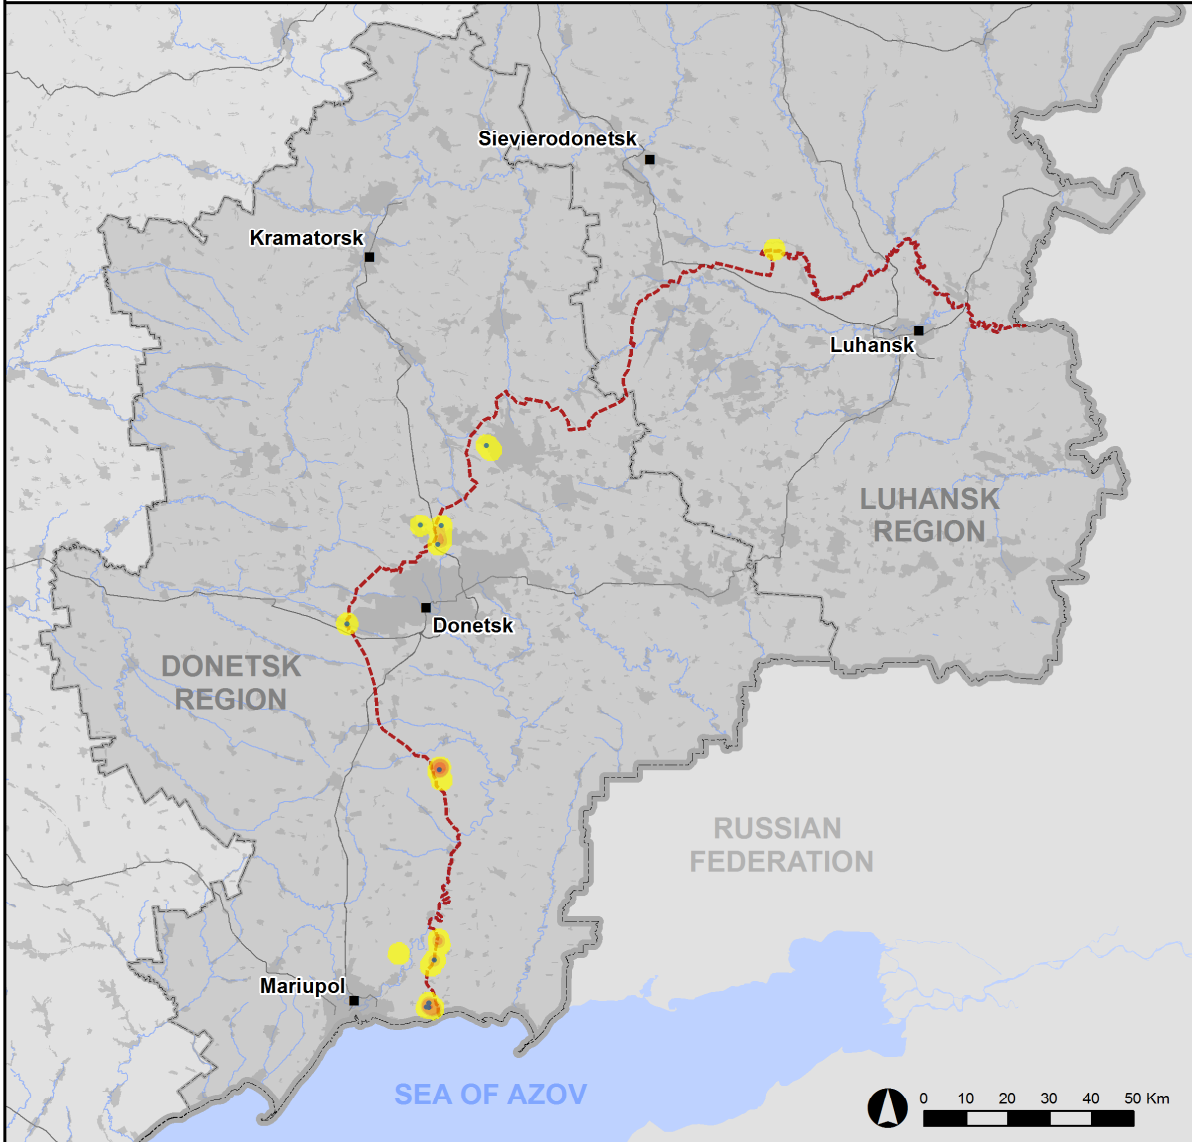 Sievierodonetsk
Kramatorsk
Luhansk
LUHANSK
REGION
Donetsk
DONETSK
REGION
RUSSIAN
FEDERATION
Mariupol
SEA OF AZOV
0 10 20 30 40 50 Km